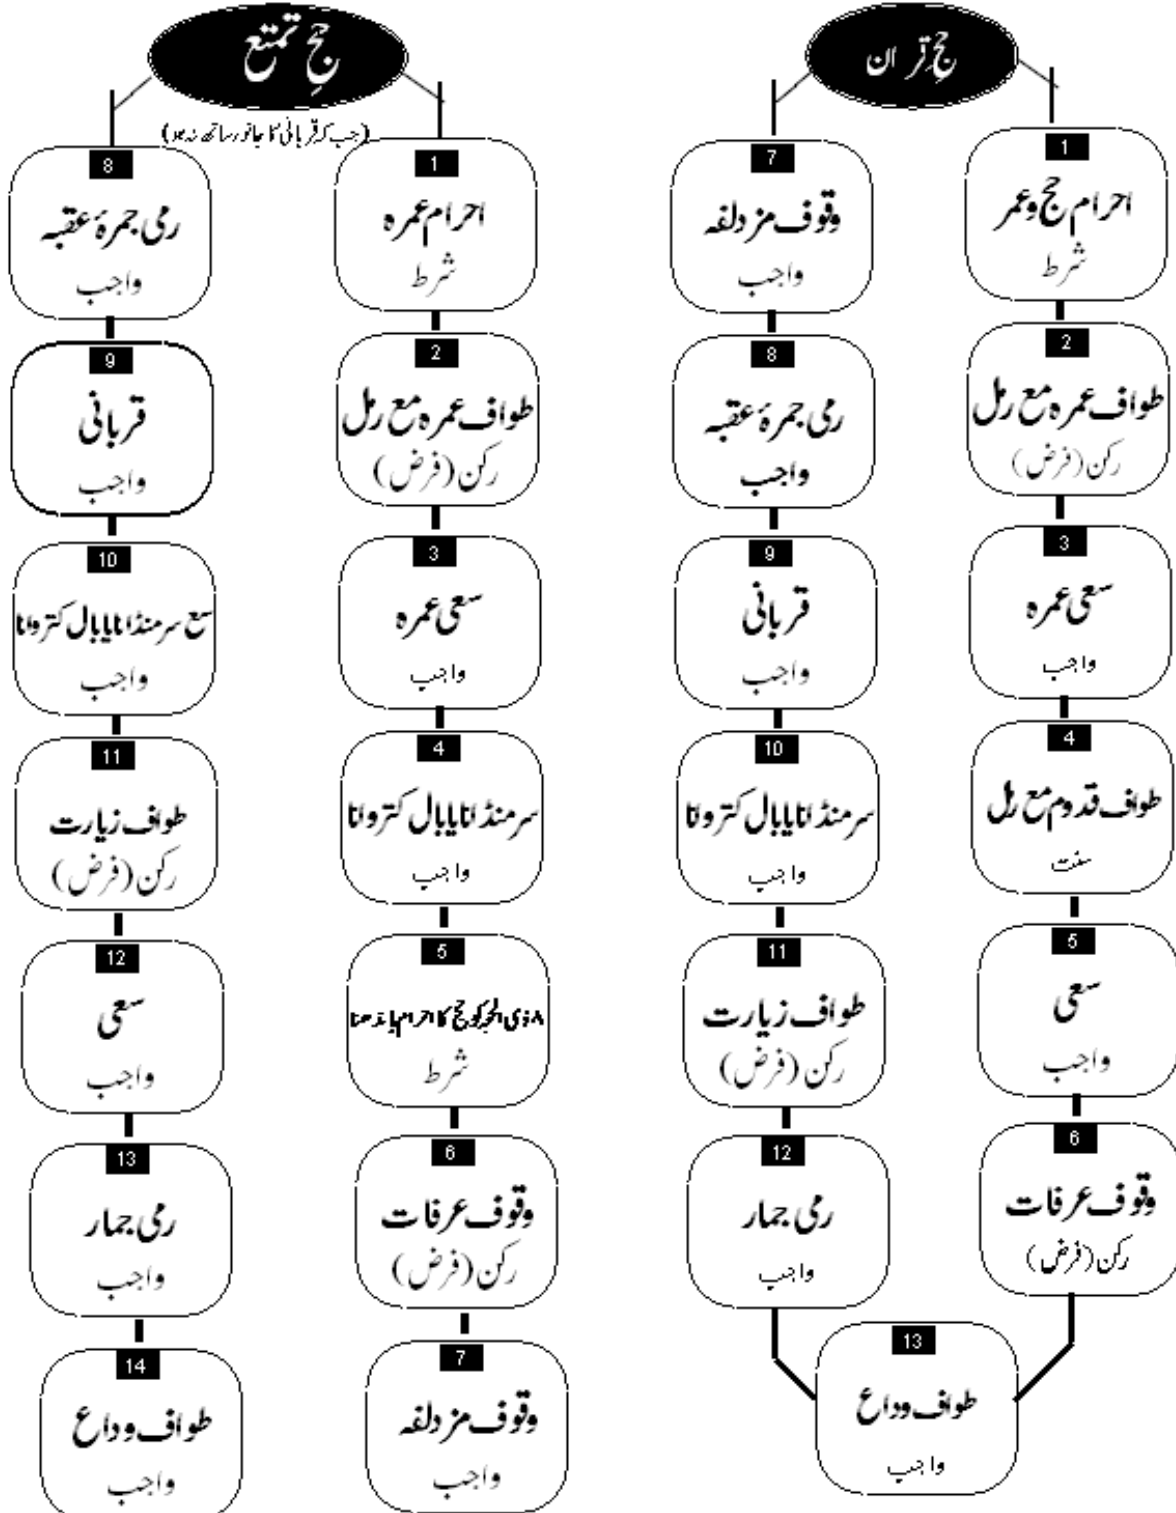 حجِ قران
1
احرام حج وعمر
شرط
2
طواف عمرہ مع رمل
رکن (فرض)
3
سعی عمرہ
واجب
4
طواف قدوم مع رمل
سنت
5
سعی
واجب
6
وقوف عرفات
رکن (فرض)
7
وقوف مزدلفہ
واجب
8
رمی جمرۂ عقبہ
واجب
9
قربانی
واجب
10
سرمنڈانا یا بال کتروانا
واجب
11
طواف زیارت
رکن (فرض)
12
رمی جمار
واجب
13
طواف وداع
واجب
حجِ تمتع
(جب کہ قربانی کا جانور ساتھ نہ ہو)
1
احرام عمرہ
شرط
2
طواف عمرہ مع رمل
رکن (فرض)
3
سعی عمرہ
واجب
4
سرمنڈانا یا بال کتروانا
واجب
5
۸ ذی الحجہ کو حج کا احرام باندھنا
شرط
6
وقوف عرفات
رکن (فرض)
7
وقوف مزدلفہ
واجب
8
رمی جمرۂ عقبہ
واجب
9
قربانی
واجب
10
سرمنڈانا یا بال کتروانا
واجب
11
طواف زیارت
رکن (فرض)
12
سعی
واجب
13
رمی جمار
واجب
14
طواف وداع
واجب